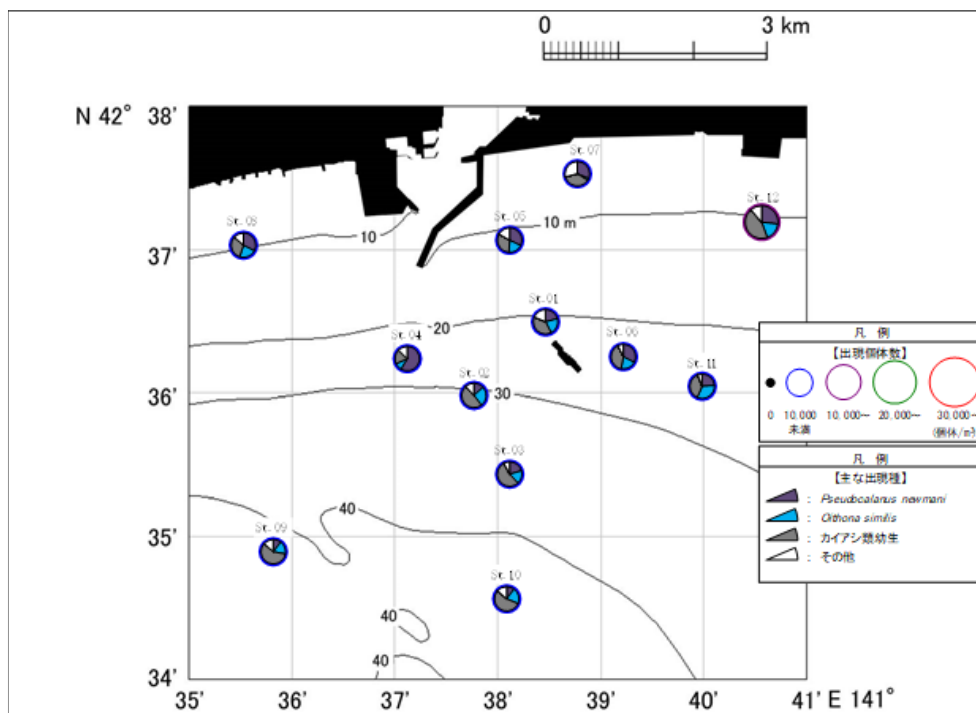 0 3 km
N 42° 38'
St.07
St.12
St.08
St.05
10
10 m
37'
St.01
20
St.04
St.06
St.02
St.11
36'
30
St.03
40
St.09
35'
St.10
40
40
34'
35' 36' 37' 38' 39' 40' 41' E 141°
凡 例
【出現個体数】
0 10,000未満 10,000~ 20,000~ 30,000~
(個体/m³)
凡 例
【主な出現種】
: Pseudocalanus newmani
: Oithona similis
: カイアシ類幼生
: その他